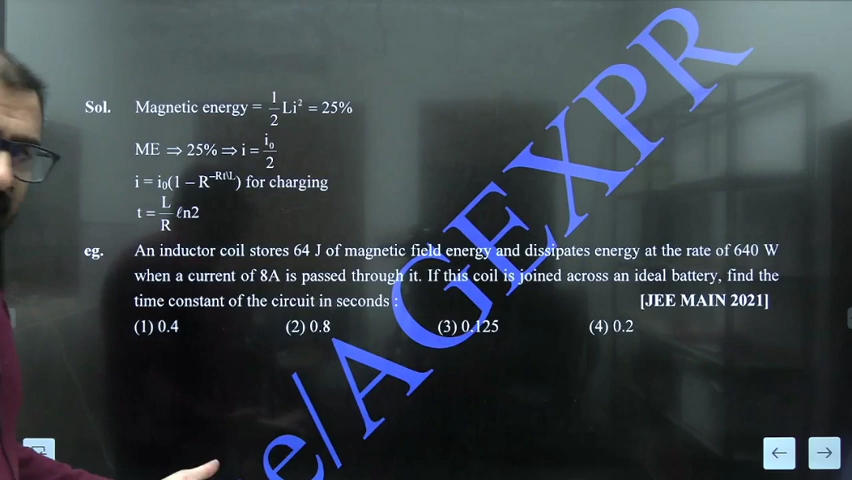 Sol. Magnetic energy = 1/2 Li² = 25%
ME ⇒ 25% ⇒ i = i₀/2
i = i₀(1 – R^–Rt\L) for charging
t = L/R ℓn2
eg. An inductor coil stores 64 J of magnetic field energy and dissipates energy at the rate of 640 W
when a current of 8A is passed through it. If this coil is joined across an ideal battery, find the
time constant of the circuit in seconds : [JEE MAIN 2021]
(1) 0.4 (2) 0.8 (3) 0.125 (4) 0.2
e/AGEXPR